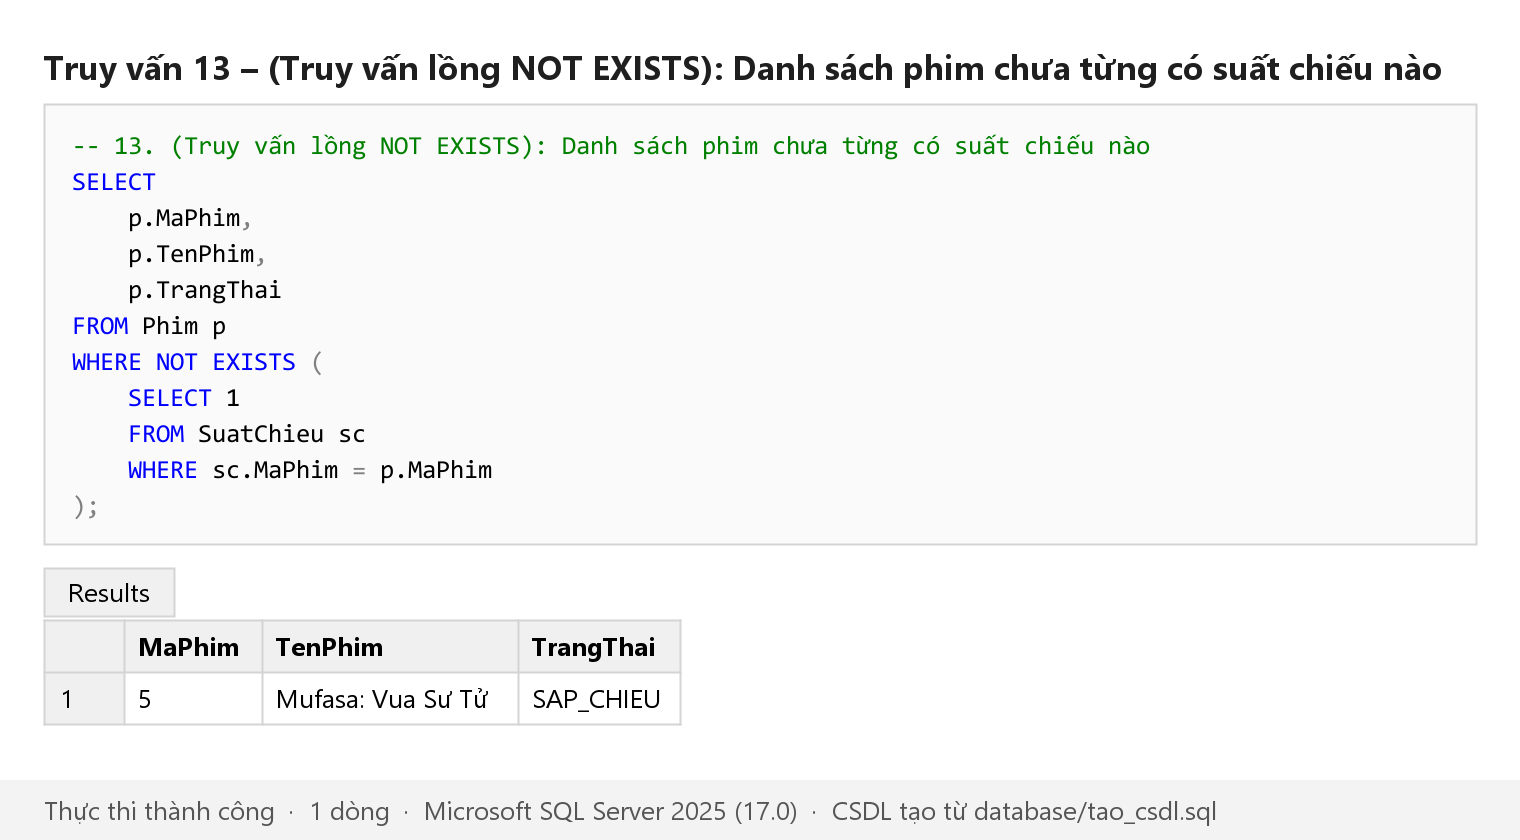 Truy vấn 13 – (Truy vấn lồng NOT EXISTS): Danh sách phim chưa từng có suất chiếu nào
-- 13. (Truy vấn lồng NOT EXISTS): Danh sách phim chưa từng có suất chiếu nào
SELECT
    p.MaPhim,
    p.TenPhim,
    p.TrangThai
FROM Phim p
WHERE NOT EXISTS (
    SELECT 1
    FROM SuatChieu sc
    WHERE sc.MaPhim = p.MaPhim
);
Results
MaPhim TenPhim TrangThai
1 5 Mufasa: Vua Sư Tử SAP_CHIEU
Thực thi thành công · 1 dòng · Microsoft SQL Server 2025 (17.0) · CSDL tạo từ database/tao_csdl.sql